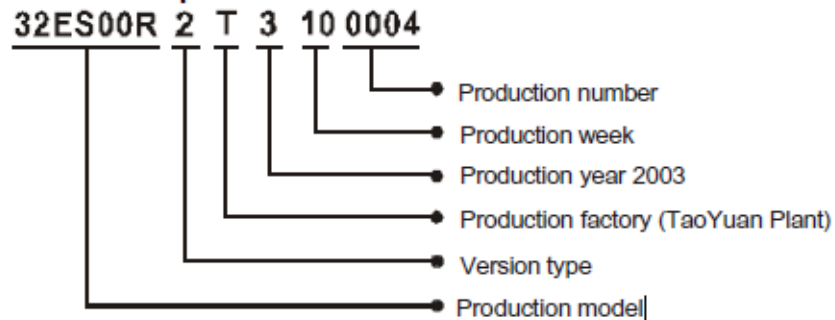 32ES00R 2 T 3 10 0004
Production number
Production week
Production year 2003
Production factory (TaoYuan Plant)
Version type
Production model